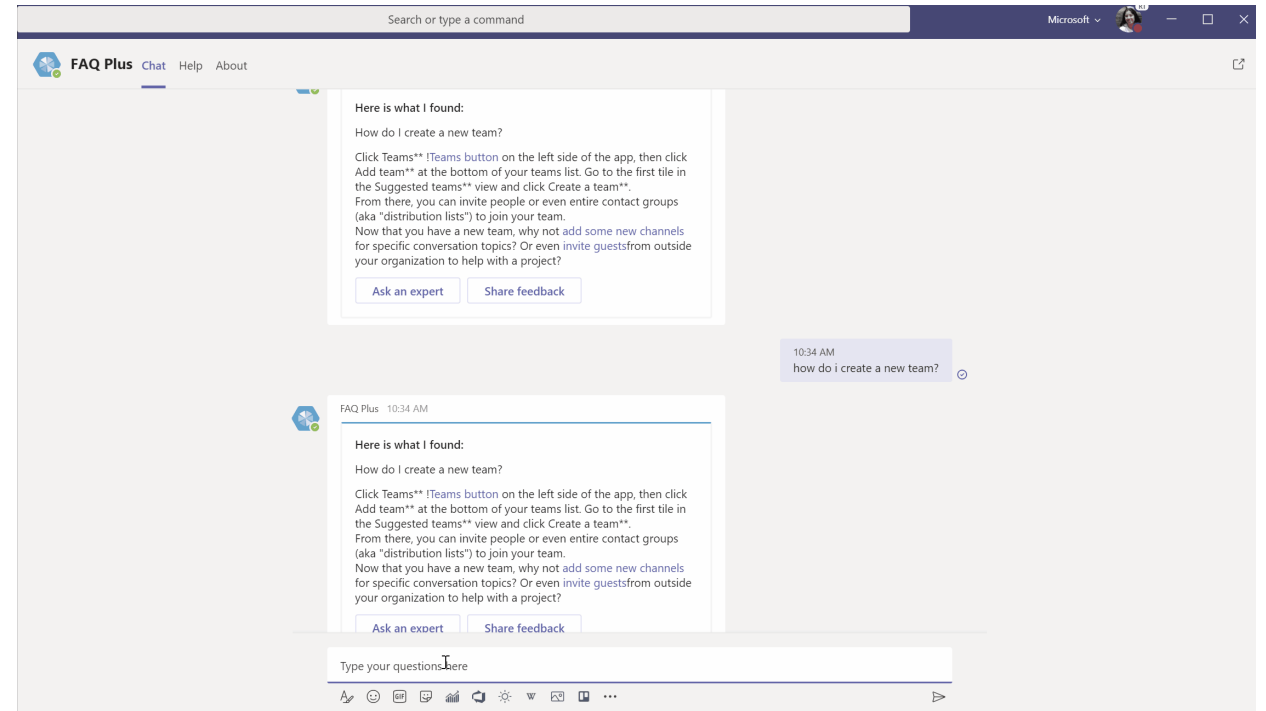 Search or type a command
Microsoft
RT
FAQ Plus Chat Help About
Here is what I found:
How do I create a new team?
Click Teams** !Teams button on the left side of the app, then click
Add team** at the bottom of your teams list. Go to the first tile in
the Suggested teams** view and click Create a team**.
From there, you can invite people or even entire contact groups
(aka "distribution lists") to join your team.
Now that you have a new team, why not add some new channels
for specific conversation topics? Or even invite guestsfrom outside
your organization to help with a project?
Ask an expert Share feedback
10:34 AM
how do i create a new team?
FAQ Plus 10:34 AM
Here is what I found:
How do I create a new team?
Click Teams** !Teams button on the left side of the app, then click
Add team** at the bottom of your teams list. Go to the first tile in
the Suggested teams** view and click Create a team**.
From there, you can invite people or even entire contact groups
(aka "distribution lists") to join your team.
Now that you have a new team, why not add some new channels
for specific conversation topics? Or even invite guestsfrom outside
your organization to help with a project?
Ask an expert Share feedback
Type your questions here
GIF W